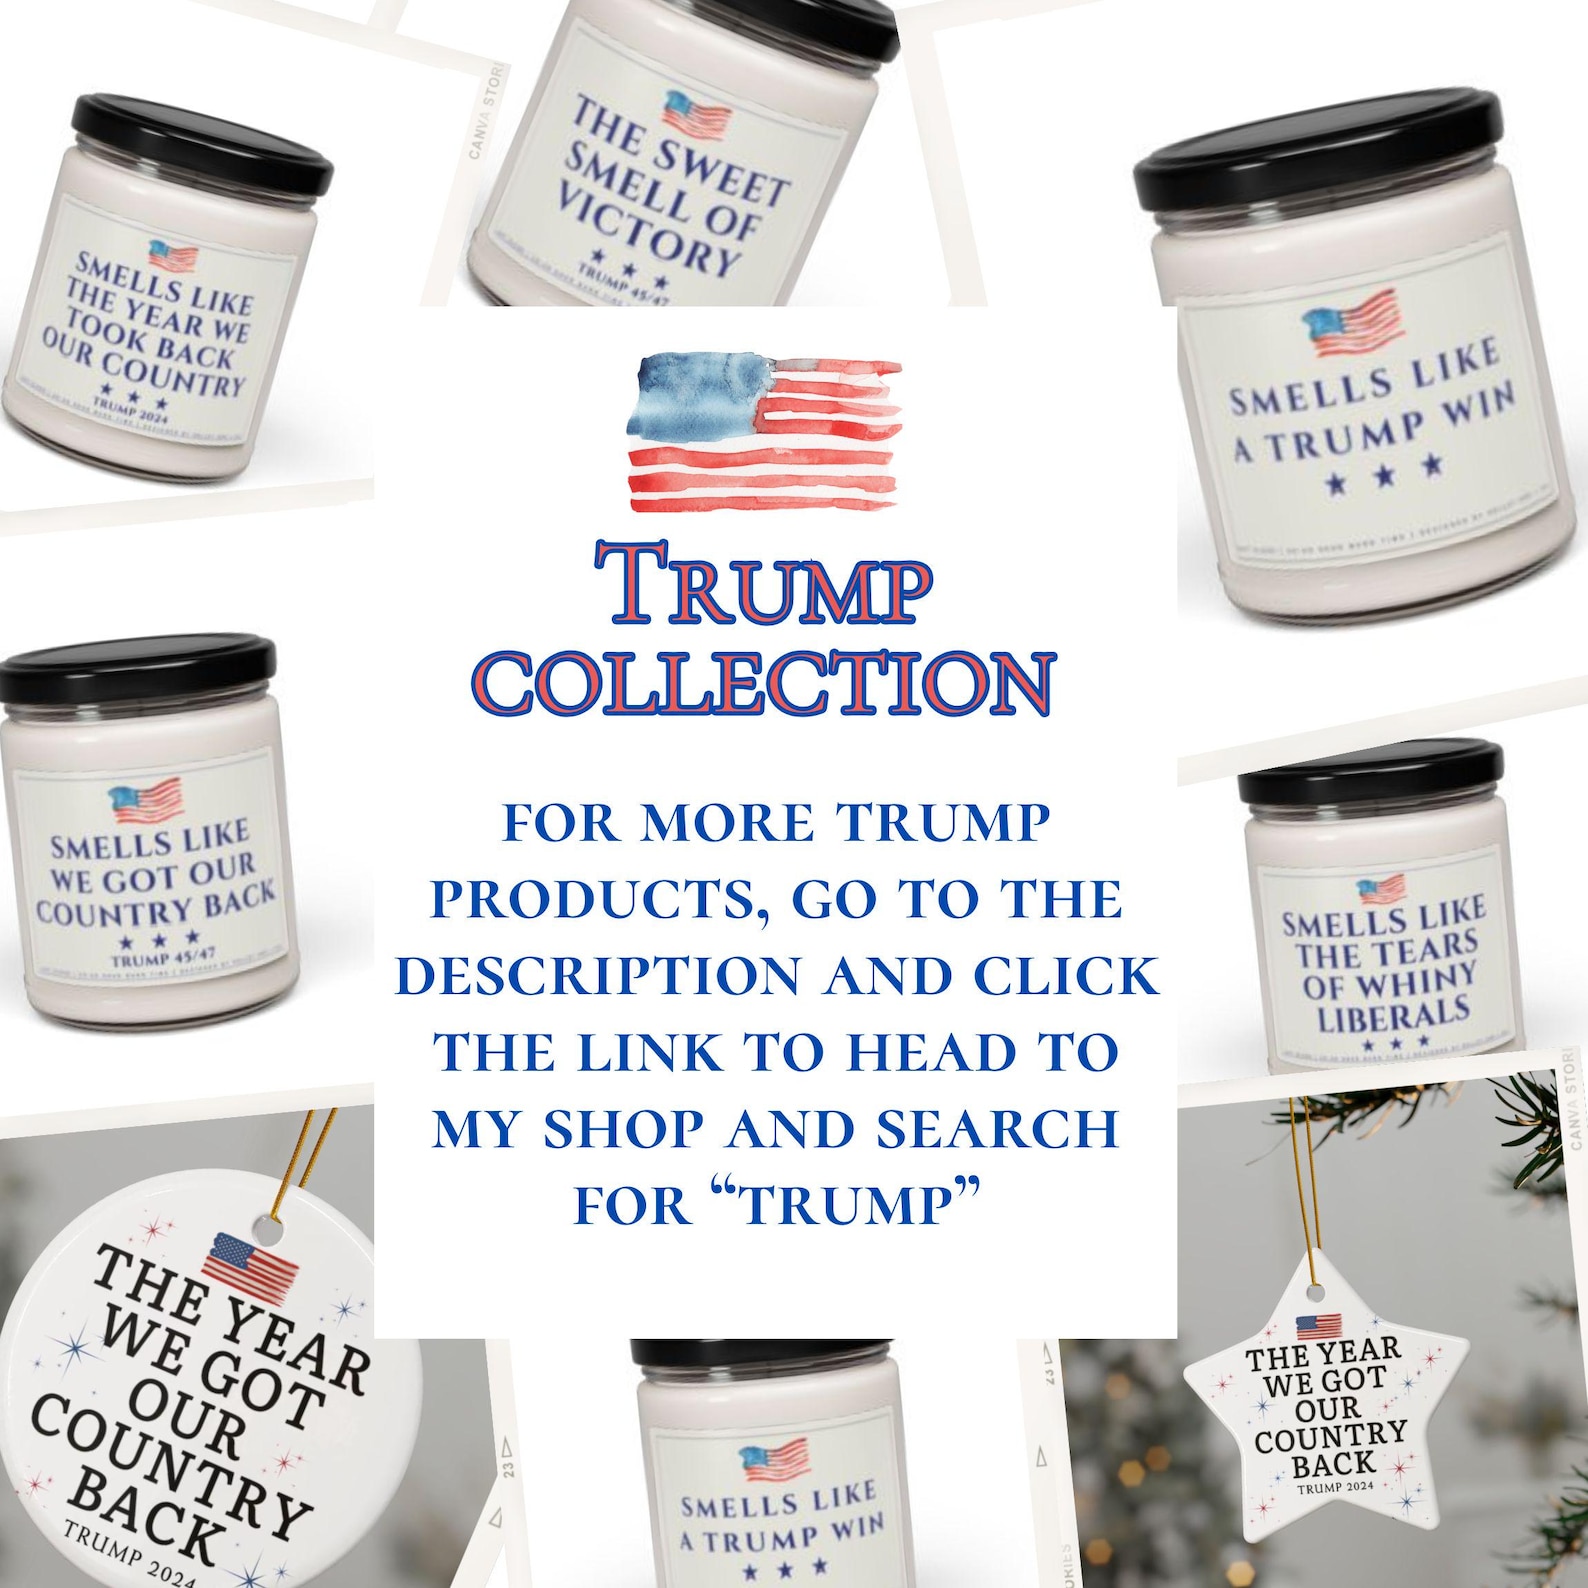 CANVA STORI
THE SWEET
SMELL OF
VICTORY
TRUMP 45/47
SMELLS LIKE
THE YEAR WE
TOOK BACK
OUR COUNTRY
TRUMP 2024
SMELLS LIKE
A TRUMP WIN
TRUMP
COLLECTION
FOR MORE TRUMP
PRODUCTS, GO TO THE
DESCRIPTION AND CLICK
THE LINK TO HEAD TO
MY SHOP AND SEARCH
FOR “TRUMP”
SMELLS LIKE
WE GOT OUR
COUNTRY BACK
TRUMP 45/47
SMELLS LIKE
THE TEARS
OF WHINY
LIBERALS
CANVA STORI
THE YEAR
WE GOT
OUR
COUNTRY
BACK
TRUMP 2024
23
SMELLS LIKE
A TRUMP WIN
23
THE YEAR
WE GOT
OUR
COUNTRY
BACK
TRUMP 2024